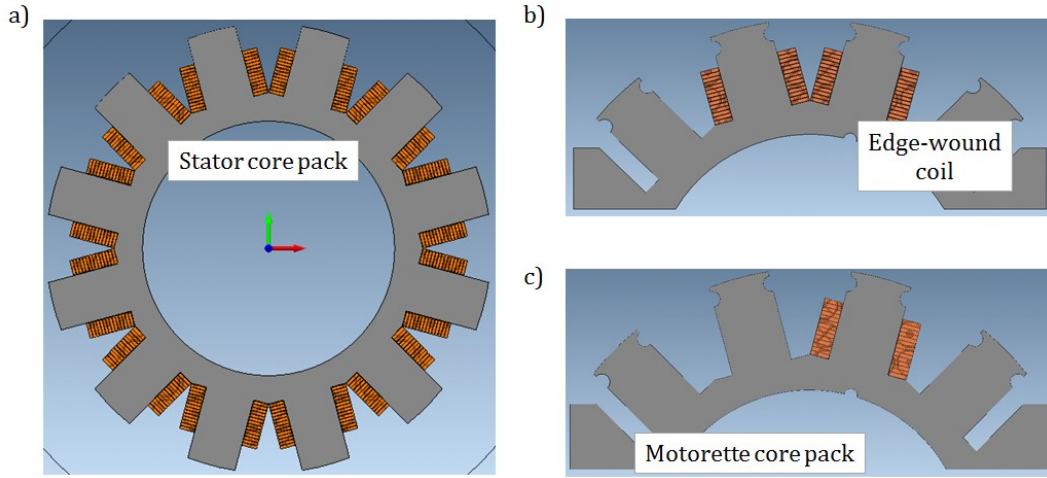 a)
Stator core pack
b)
Edge-wound
coil
c)
Motorette core pack